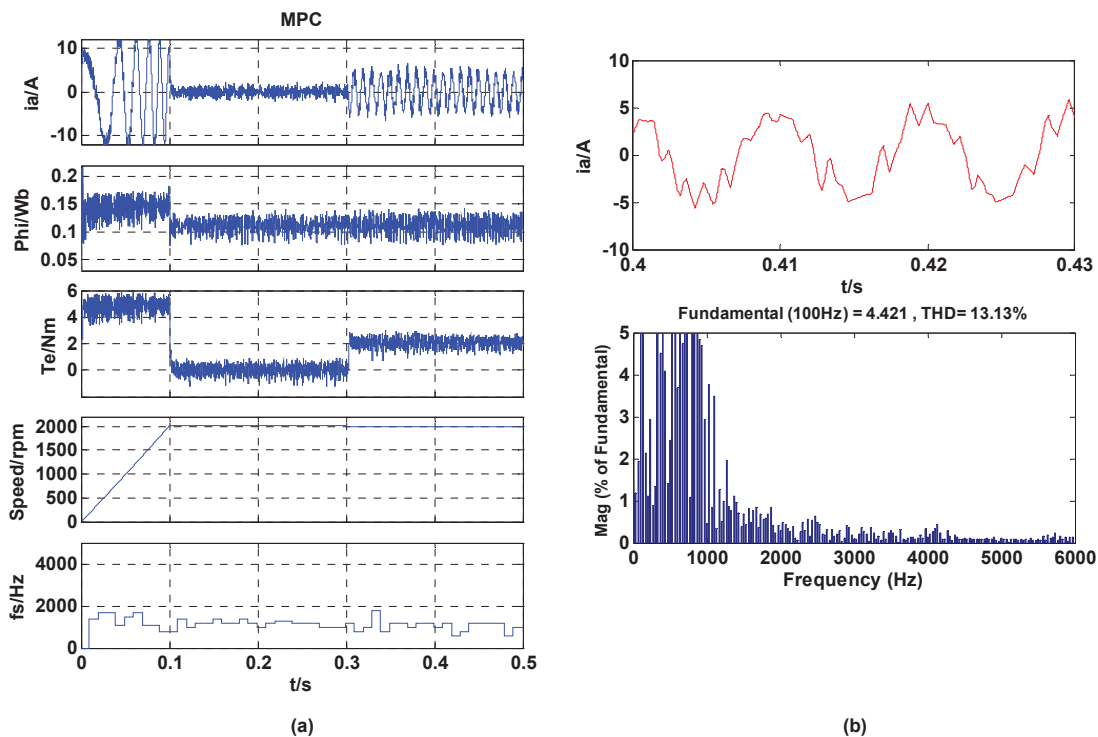 MPC
ia/A
10
0
-10
Phi/Wb
0.2
0.15
0.1
0.05
Te/Nm
6
4
2
0
Speed/rpm
2000
1500
1000
500
0
fs/Hz
4000
2000
0
0 0.1 0.2 0.3 0.4 0.5
t/s
(a)
ia/A
10
5
0
-5
-10
0.4 0.41 0.42 0.43
t/s
Fundamental (100Hz) = 4.421 , THD= 13.13%
Mag (% of Fundamental)
5
4
3
2
1
0
0 1000 2000 3000 4000 5000 6000
Frequency (Hz)
(b)